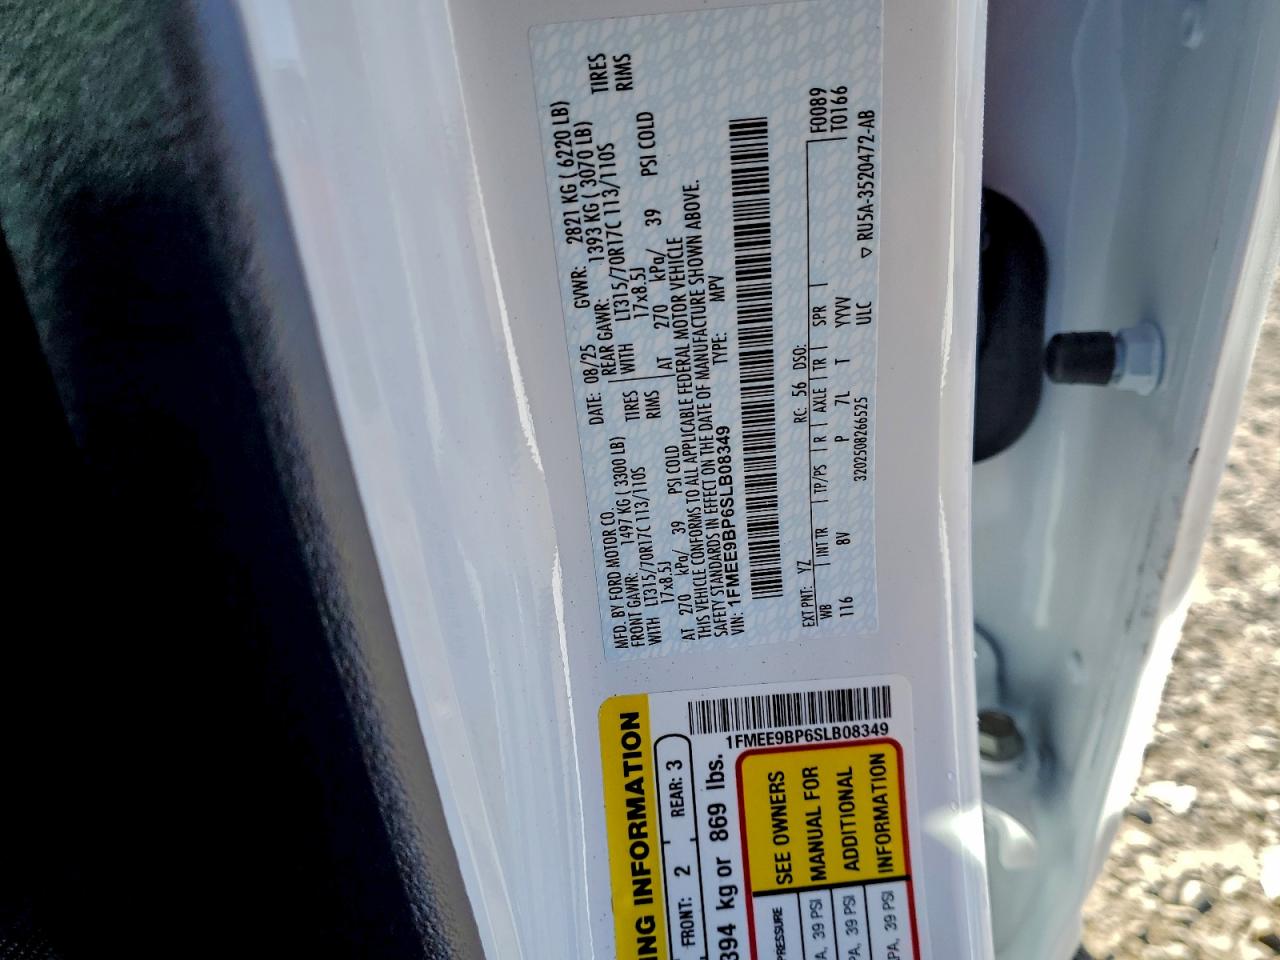 MFD. BY FORD MOTOR CO.
DATE: 08/25
GVWR: 2821 KG ( 6220 LB)
FRONT GAWR: 1497 KG ( 3300 LB)
REAR GAWR: 1393 KG ( 3070 LB)
WITH LT315/70R17C 113/110S TIRES
WITH LT315/70R17C 113/110S TIRES
17x8.5J RIMS
17x8.5J RIMS
AT 270 kPa/ 39 PSI COLD
AT 270 kPa/ 39 PSI COLD
THIS VEHICLE CONFORMS TO ALL APPLICABLE FEDERAL MOTOR VEHICLE
SAFETY STANDARDS IN EFFECT ON THE DATE OF MANUFACTURE SHOWN ABOVE.
VIN: 1FMEE9BP6SLB08349
TYPE: MPV
EXT PNT: YZ RC: 56 DSO: F0089
WB INT TR TP/PS R AXLE TR SPR T0166
116 8V P 7L T YYV
3202508266525 ULC ▽ RU5A-3520472-AB
NG INFORMATION
FRONT: 2 REAR: 3
394 kg or 869 lbs.
1FMEE9BP6SLB08349
SEE OWNERS
MANUAL FOR
ADDITIONAL
INFORMATION
PRESSURE
A, 39 PSI
PA, 39 PSI
PA, 39 PSI